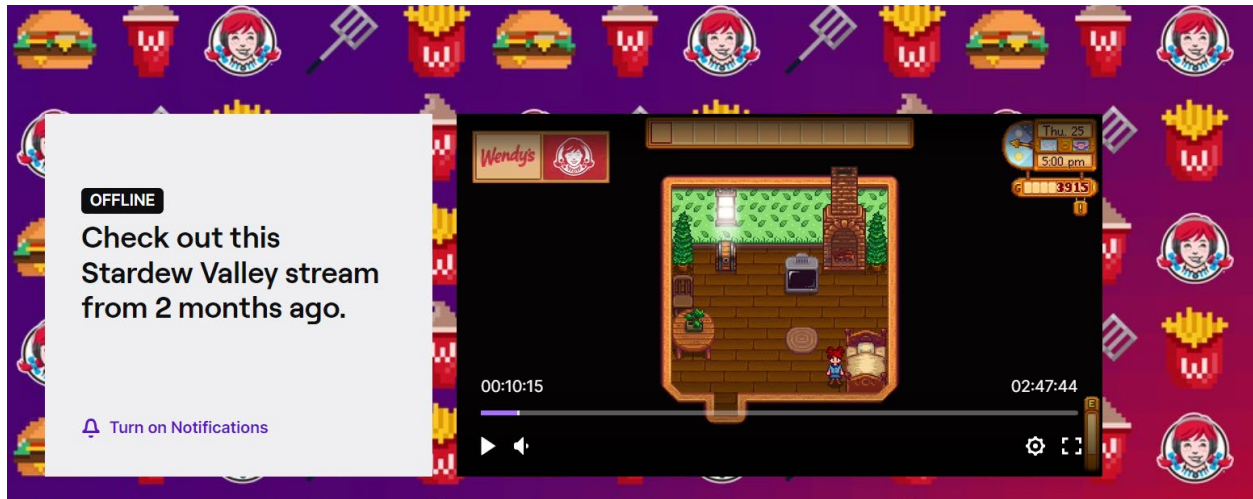 OFFLINE
Check out this
Stardew Valley stream
from 2 months ago.
Turn on Notifications
Wendy's
Thu. 25
5:00 pm
G 3915
!
00:10:15
02:47:44
E